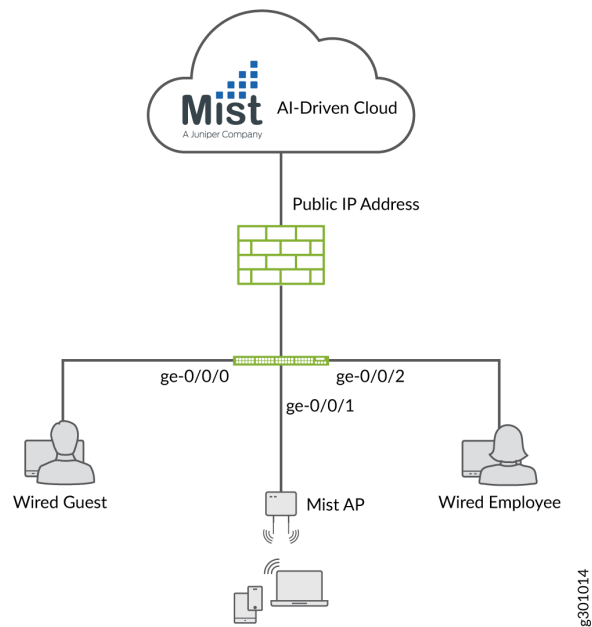 Mist
A Juniper Company
AI-Driven Cloud
Public IP Address
ge-0/0/0
ge-0/0/2
ge-0/0/1
Wired Guest
Mist AP
Wired Employee
g301014